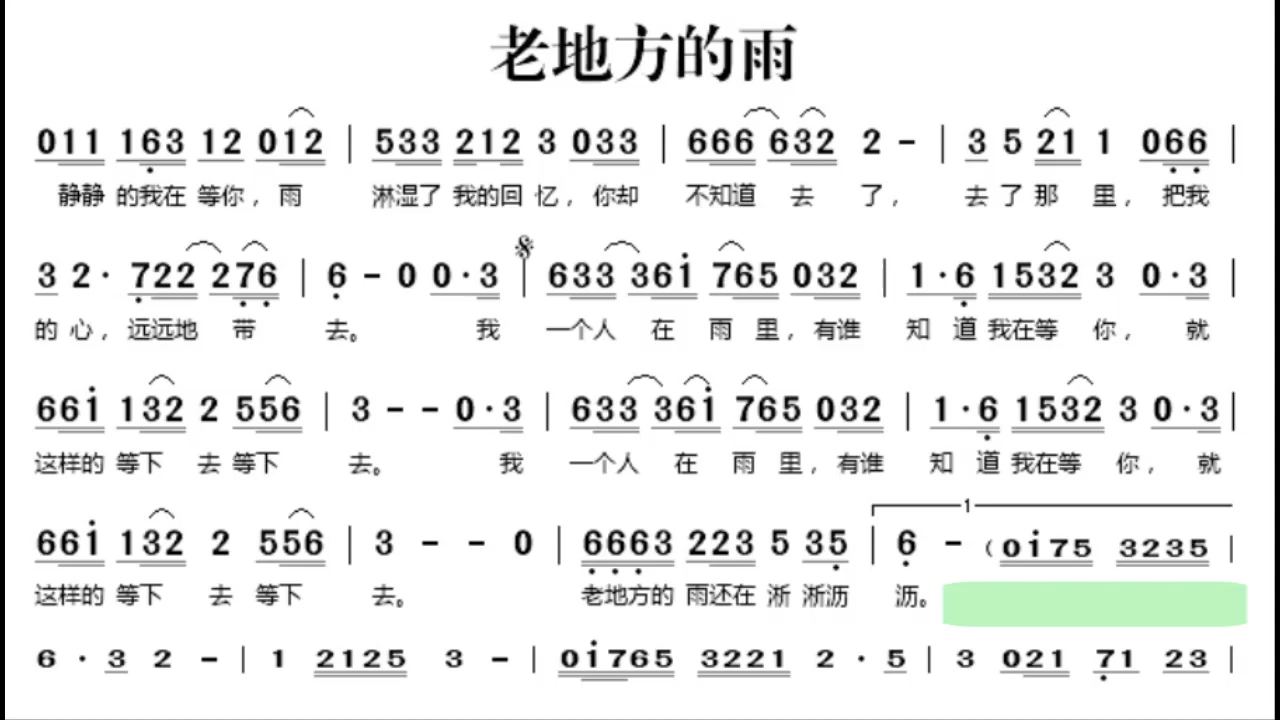 老地方的雨
011 163 12 012 | 533 212 3 033 | 666 632 2 - | 3 5 21 1 066 |
静静 的我在 等你，雨 淋湿了 我的回 忆，你却 不知道 去 了， 去 了 那 里， 把我
3 2· 722 276 | 6 - 0 0·3 | 633 361 765 032 | 1·6 1532 3 0·3 |
的 心，远远地 带 去。 我 一个人 在 雨 里，有谁 知 道 我在等 你， 就
661 132 2 556 | 3 - - 0·3 | 633 361 765 032 | 1·6 1532 3 0·3 |
这样的 等下 去 等下 去。 我 一个人 在 雨 里，有谁 知 道 我在等 你， 就
1
661 132 2 556 | 3 - - 0 | 6663 223 5 35 | 6 - (0175 3235 |
这样的 等下 去 等下 去。 老地方的 雨还在 淅 淅沥 沥。
6 · 3 2 - | 1 2125 3 - | 01765 3221 2 · 5 | 3 021 71 23 |